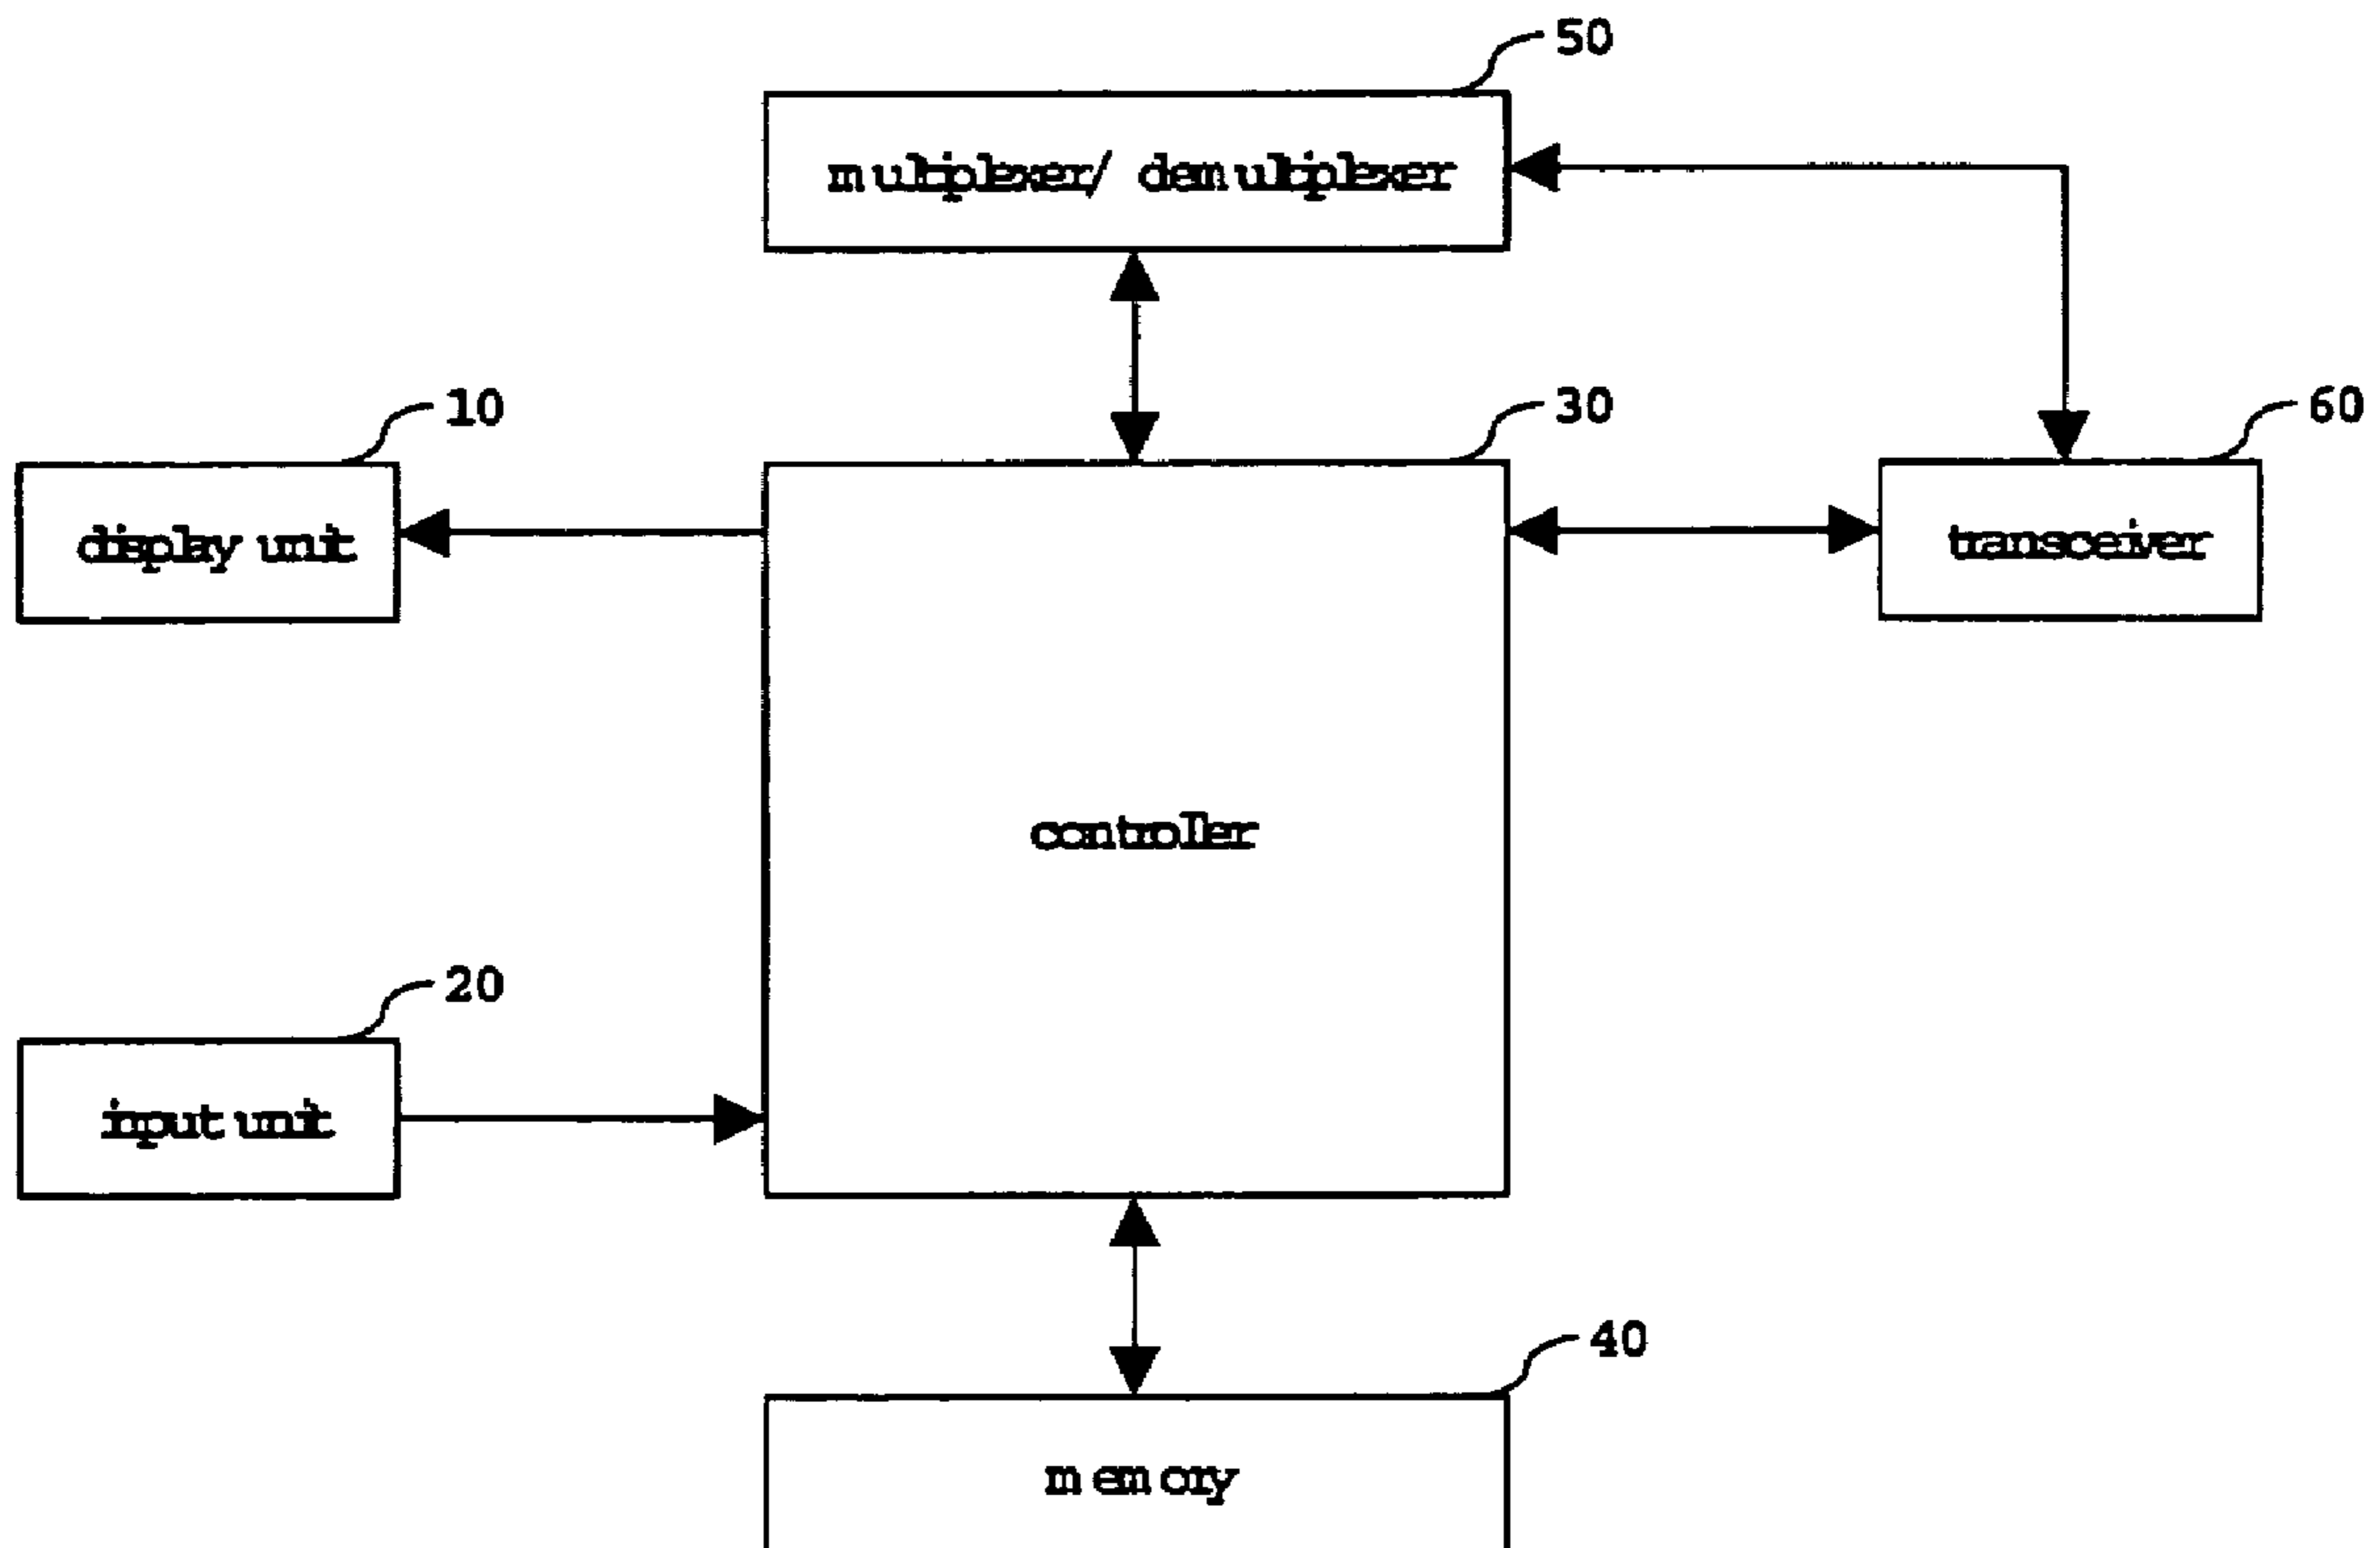 50
multiplexer/ demultiplexer
10
30
60
display unit
transceiver
controller
20
input unit
40
memory